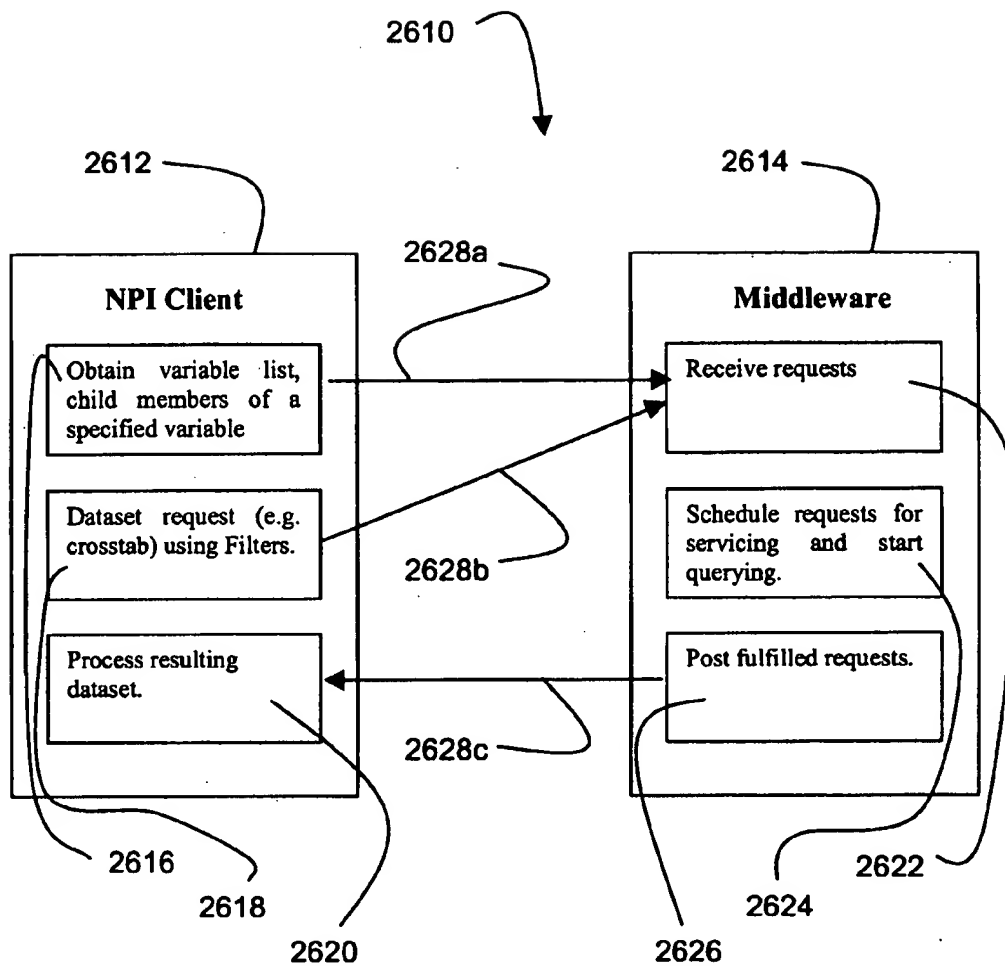 2610
2612
2614
2628a
NPI Client
Middleware
Obtain variable list,
child members of a
specified variable
Receive requests
Dataset request (e.g.
crosstab) using Filters.
Schedule requests for
servicing and start
querying.
2628b
Process resulting
dataset.
Post fulfilled requests.
2628c
2616
2618
2620
2622
2624
2626